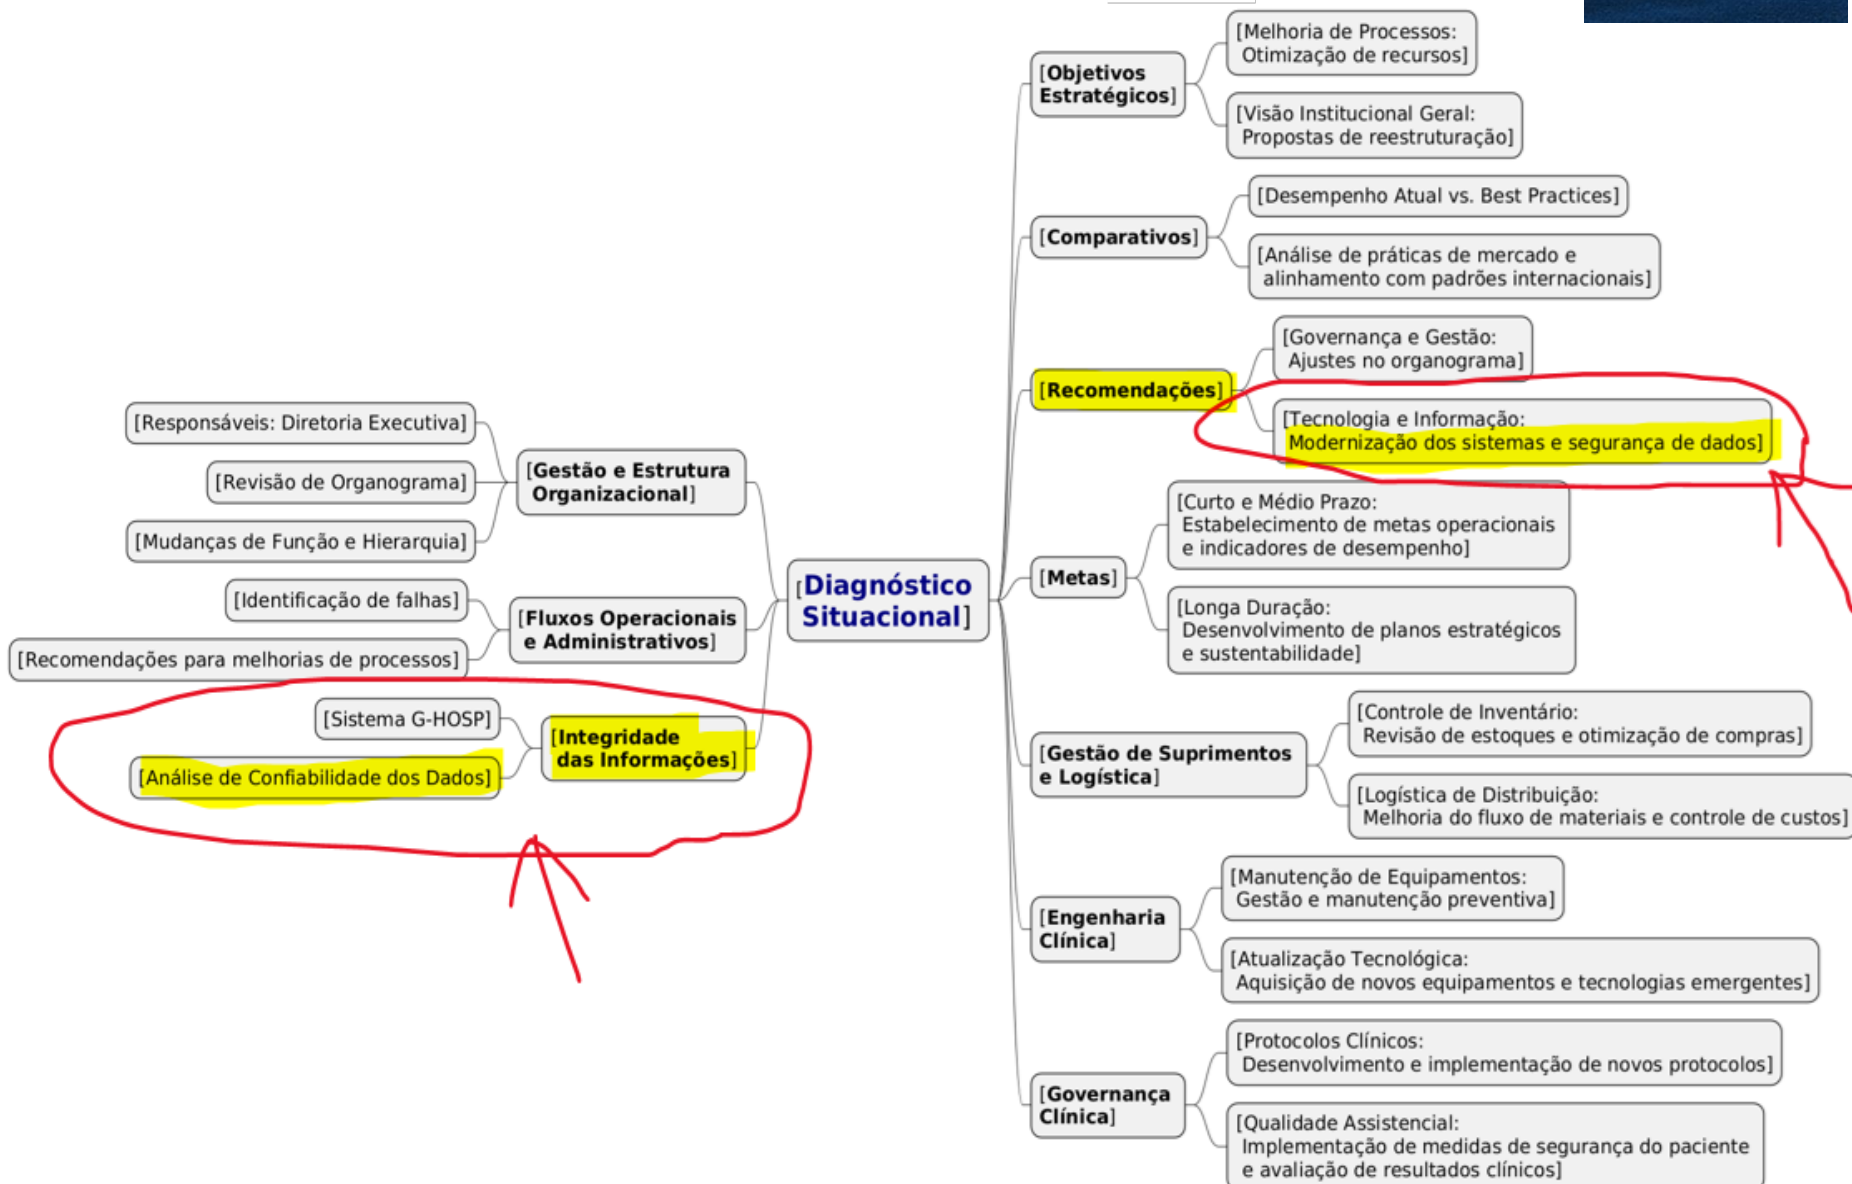 [Responsáveis: Diretoria Executiva]
[Revisão de Organograma]
[Mudanças de Função e Hierarquia]
[Gestão e Estrutura
Organizacional]
[Identificação de falhas]
[Recomendações para melhorias de processos]
[Fluxos Operacionais
e Administrativos]
[Sistema G-HOSP]
[Análise de Confiabilidade dos Dados]
[Integridade
das Informações]
[Diagnóstico
Situacional]
[Objetivos
Estratégicos]
[Melhoria de Processos:
Otimização de recursos]
[Visão Institucional Geral:
Propostas de reestruturação]
[Comparativos]
[Desempenho Atual vs. Best Practices]
[Análise de práticas de mercado e
alinhamento com padrões internacionais]
[Recomendações]
[Governança e Gestão:
Ajustes no organograma]
[Tecnologia e Informação:
Modernização dos sistemas e segurança de dados]
[Metas]
[Curto e Médio Prazo:
Estabelecimento de metas operacionais
e indicadores de desempenho]
[Longa Duração:
Desenvolvimento de planos estratégicos
e sustentabilidade]
[Gestão de Suprimentos
e Logística]
[Controle de Inventário:
Revisão de estoques e otimização de compras]
[Logística de Distribuição:
Melhoria do fluxo de materiais e controle de custos]
[Engenharia
Clínica]
[Manutenção de Equipamentos:
Gestão e manutenção preventiva]
[Atualização Tecnológica:
Aquisição de novos equipamentos e tecnologias emergentes]
[Governança
Clínica]
[Protocolos Clínicos:
Desenvolvimento e implementação de novos protocolos]
[Qualidade Assistencial:
Implementação de medidas de segurança do paciente
e avaliação de resultados clínicos]